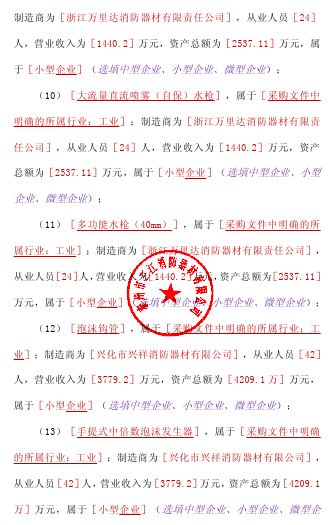 制造商为［浙江万里达消防器材有限责任公司］，从业人员［24］
人，营业收入为［1440.2］万元，资产总额为［2537.11］万元，属
于［小型企业］（选填中型企业、小型企业、微型企业）；
（10）［大流量直流喷雾（自保）水枪］，属于［采购文件中
明确的所属行业：工业］；制造商为［浙江万里达消防器材有限责
任公司］，从业人员［24］人，营业收入为［1440.2］万元，资产
总额为［2537.11］万元，属于［小型企业］（选填中型企业、小型
企业、微型企业）；
（11）［多功能水枪（40mm）］，属于［采购文件中明确的所
属行业：工业］；制造商为［浙江万里达消防器材有限责任公司］，
从业人员［24］人，营业收入为［1440.2］万元，资产总额为［2537.11］
万元，属于［小型企业］（选填中型企业、小型企业、微型企业）；
（12）［泡沫钩管］，属于［采购文件中明确的所属行业：工
业］；制造商为［兴化市兴祥消防器材有限公司］，从业人员［42］
人，营业收入为［3779.2］万元，资产总额为［4209.1万］万元，
属于［小型企业］（选填中型企业、小型企业、微型企业）；
（13）［手提式中倍数泡沫发生器］，属于［采购文件中明确
的所属行业：工业］；制造商为［兴化市兴祥消防器材有限公司］，
从业人员［42］人，营业收入为［3779.2］万元，资产总额为［4209.1
万］万元，属于［小型企业］（选填中型企业、小型企业、微型企